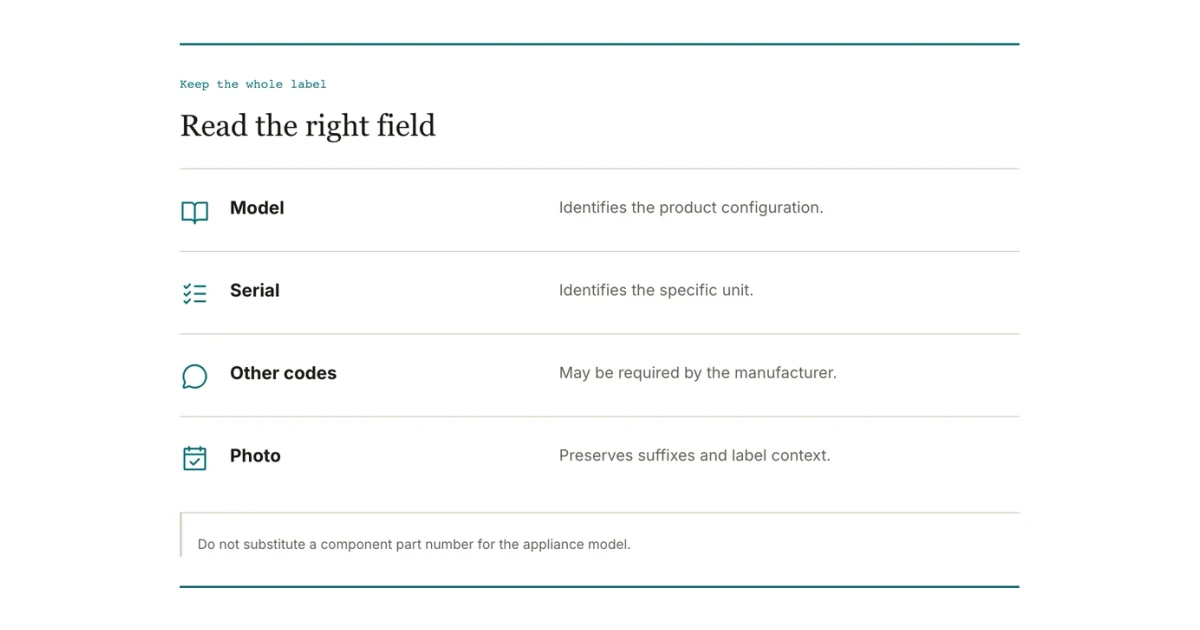 Keep the whole label
Read the right field
Model
Identifies the product configuration.
Serial
Identifies the specific unit.
Other codes
May be required by the manufacturer.
Photo
Preserves suffixes and label context.
Do not substitute a component part number for the appliance model.